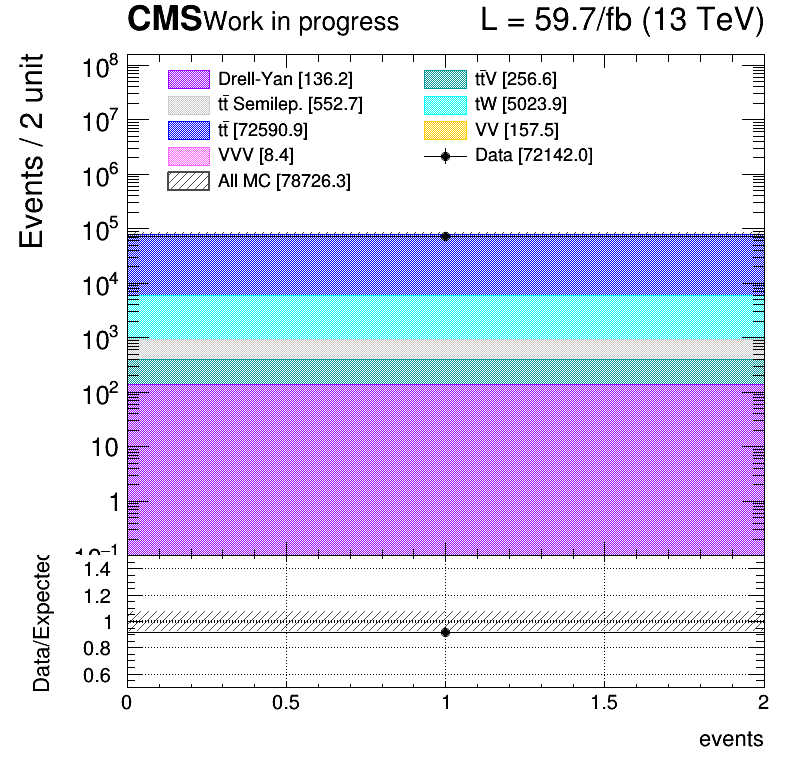 CMS Work in progress L = 59.7/fb (13 TeV)
Events / 2 unit
10⁸
10⁷
10⁶
10⁵
10⁴
10³
10²
10
1
10⁻¹
Drell-Yan [136.2]
tt̄ Semilep. [552.7]
tt̄ [72590.9]
VVV [8.4]
All MC [78726.3]
tt̄V [256.6]
tW [5023.9]
VV [157.5]
Data [72142.0]
Data/Expected
1.4
1.2
1
0.8
0.6
0 0.5 1 1.5 2
events